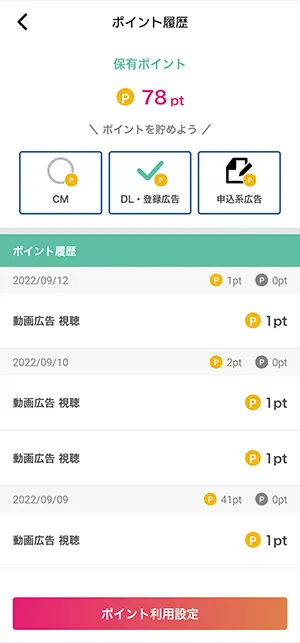 ポイント履歴
保有ポイント
P 78 pt
＼ ポイントを貯めよう ／
P
CM
P
DL・登録広告
P
申込系広告
ポイント履歴
2022/09/12 P 1pt P 0pt
動画広告 視聴 P 1pt
2022/09/10 P 2pt P 0pt
動画広告 視聴 P 1pt
動画広告 視聴 P 1pt
2022/09/09 P 41pt P 0pt
動画広告 視聴 P 1pt
ポイント利用設定